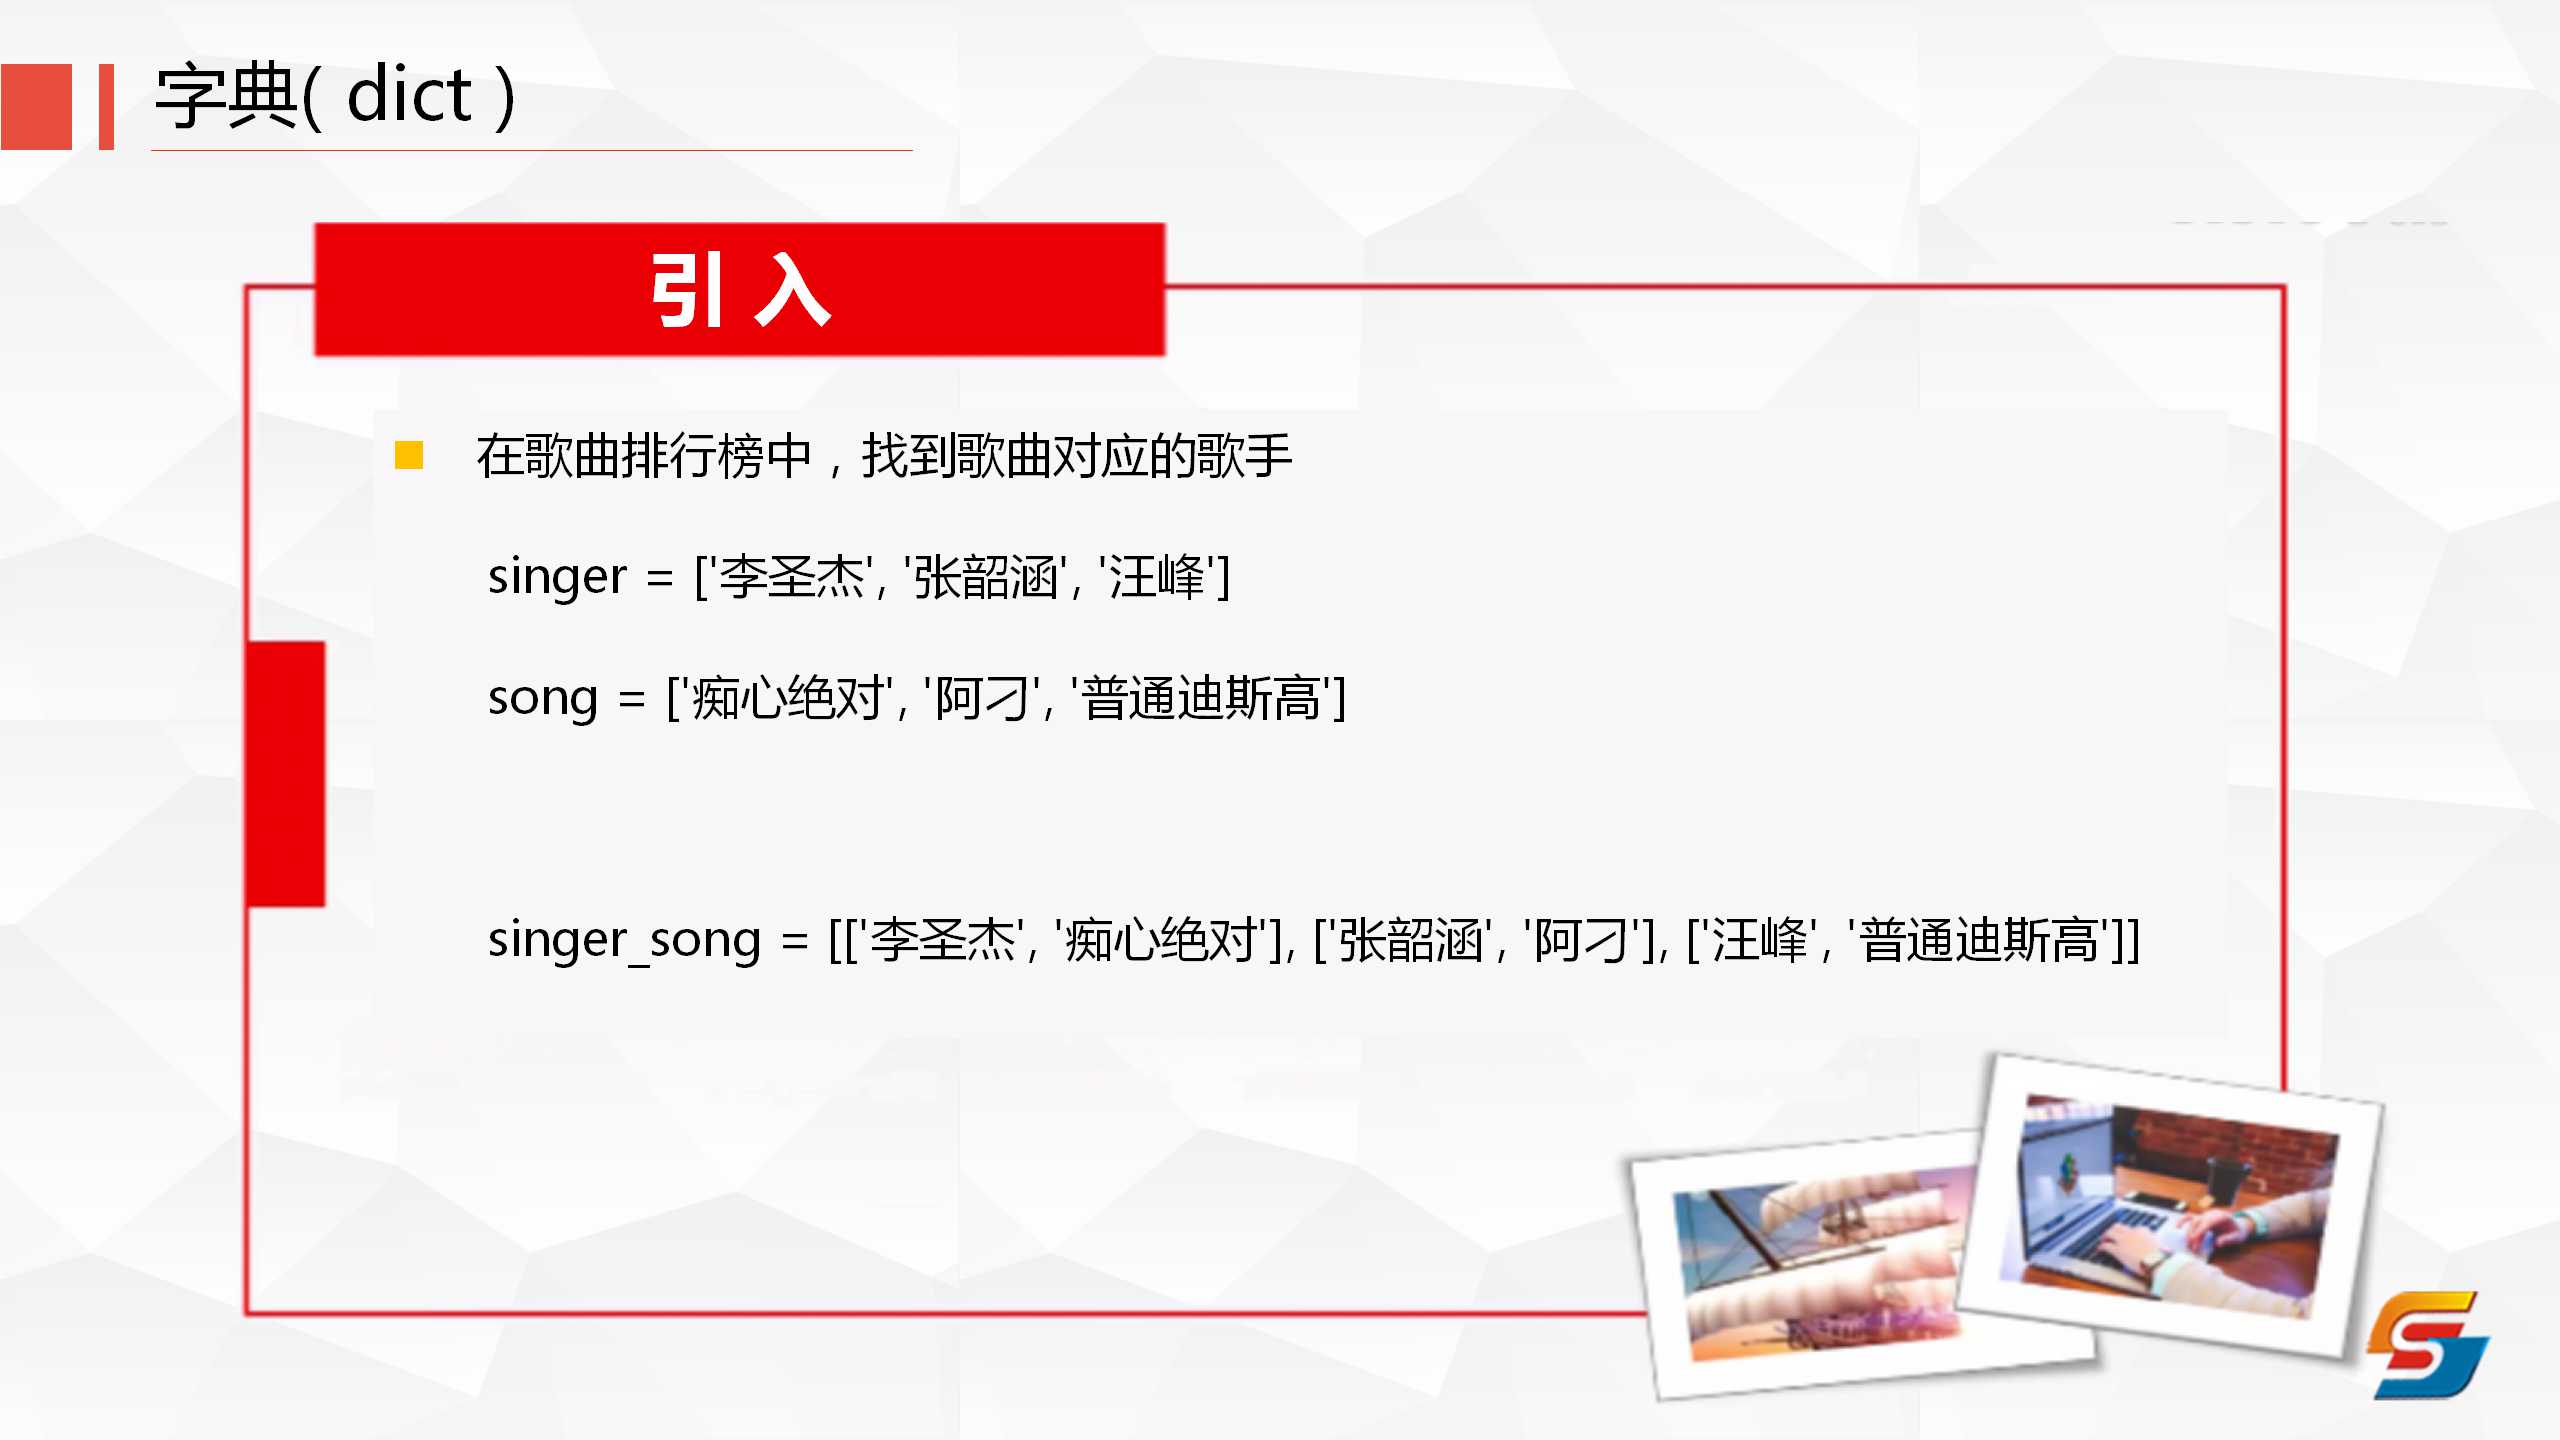 字典( dict )
引 入
在歌曲排行榜中，找到歌曲对应的歌手
singer = ['李圣杰', '张韶涵', '汪峰']
song = ['痴心绝对', '阿刁', '普通迪斯高']
singer_song = [['李圣杰', '痴心绝对'], ['张韶涵', '阿刁'], ['汪峰', '普通迪斯高']]